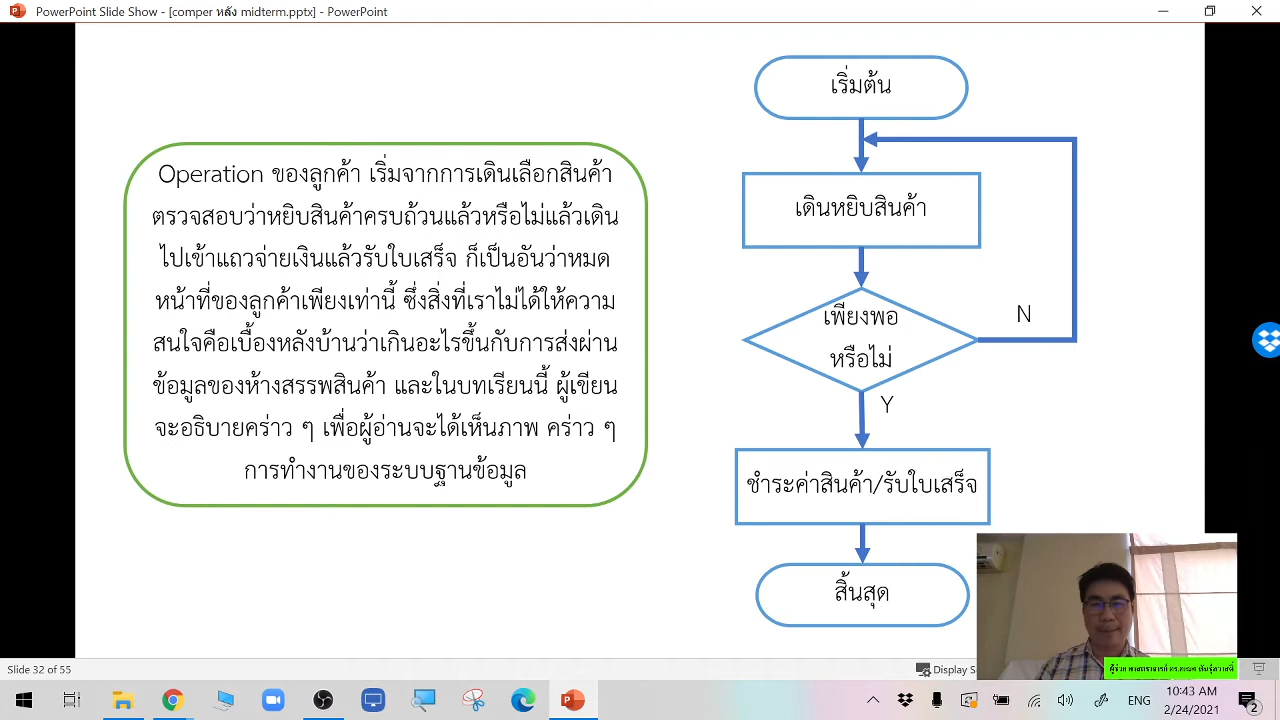 PowerPoint Slide Show - [comper หลัง midterm.pptx] - PowerPoint
Operation ของลูกค้า เริ่มจากการเดินเลือกสินค้า
ตรวจสอบว่าหยิบสินค้าครบถ้วนแล้วหรือไม่แล้วเดิน
ไปเข้าแถวจ่ายเงินแล้วรับใบเสร็จ ก็เป็นอันว่าหมด
หน้าที่ของลูกค้าเพียงเท่านี้ ซึ่งสิ่งที่เราไม่ได้ให้ความ
สนใจคือเบื้องหลังบ้านว่าเกินอะไรขึ้นกับการส่งผ่าน
ข้อมูลของห้างสรรพสินค้า และในบทเรียนนี้ ผู้เขียน
จะอธิบายคร่าว ๆ เพื่อผู้อ่านจะได้เห็นภาพ คร่าว ๆ
การทำงานของระบบฐานข้อมูล
เริ่มต้น
เดินหยิบสินค้า
เพียงพอ
หรือไม่
N
Y
ชำระค่าสินค้า/รับใบเสร็จ
สิ้นสุด
Slide 32 of 55
Display S
ENG
10:43 AM
2/24/2021
2